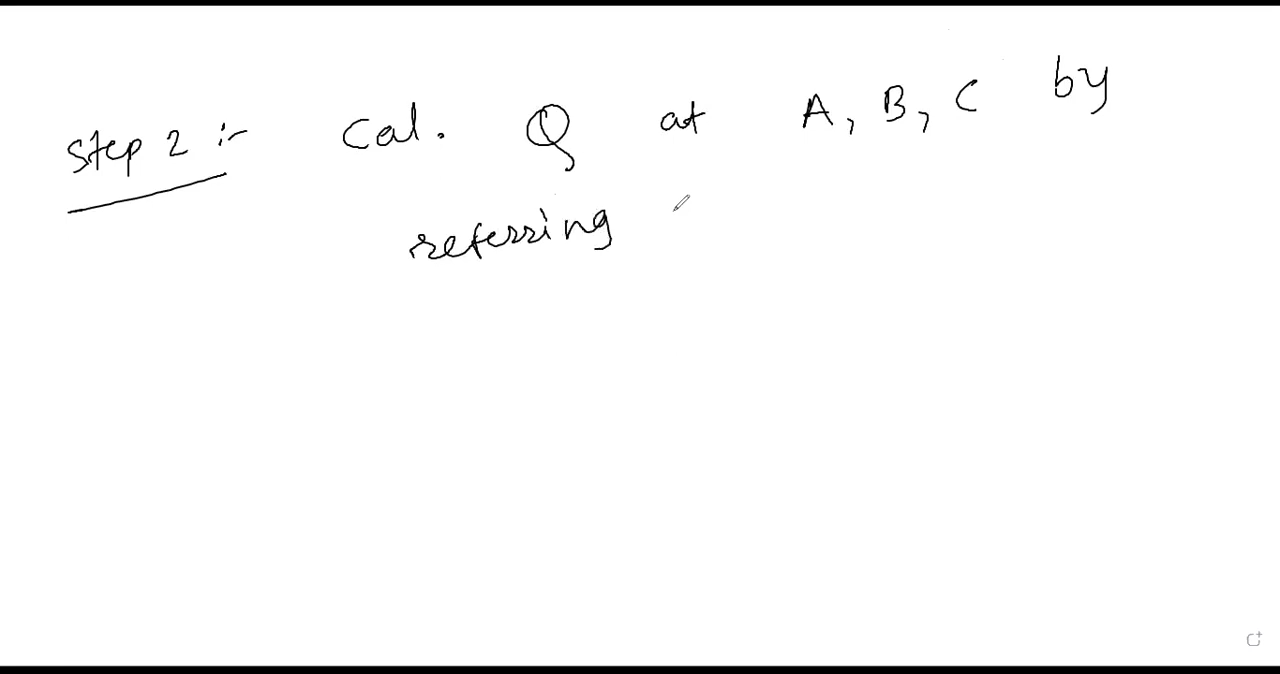 Step 2 :- Cal. Q at A, B, C by
referring